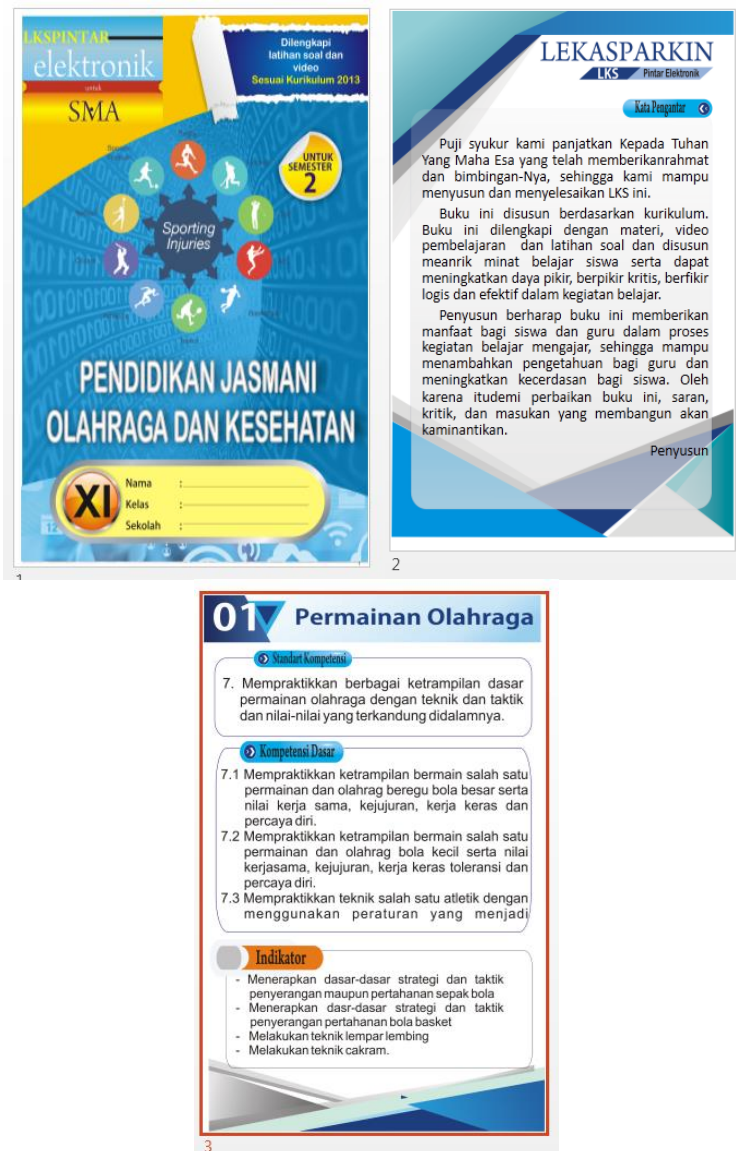 LKSPINTAR
elektronik
untuk
SMA
Dilengkapi
latihan soal dan
video
Sesuai Kurikulum 2013
UNTUK
SEMESTER
2
Sporting
Injuries
PENDIDIKAN JASMANI
OLAHRAGA DAN KESEHATAN
XI
Nama :
Kelas :
Sekolah :
1
LEKASPARKIN
LKS Pintar Elektronik
Kata Pengantar
Puji syukur kami panjatkan Kepada Tuhan
Yang Maha Esa yang telah memberikanrahmat
dan bimbingan-Nya, sehingga kami mampu
menyusun dan menyelesaikan LKS ini.
Buku ini disusun berdasarkan kurikulum.
Buku ini dilengkapi dengan materi, video
pembelajaran dan latihan soal dan disusun
meanrik minat belajar siswa serta dapat
meningkatkan daya pikir, berpikir kritis, berfikir
logis dan efektif dalam kegiatan belajar.
Penyusun berharap buku ini memberikan
manfaat bagi siswa dan guru dalam proses
kegiatan belajar mengajar, sehingga mampu
menambahkan pengetahuan bagi guru dan
meningkatkan kecerdasan bagi siswa. Oleh
karena itudemi perbaikan buku ini, saran,
kritik, dan masukan yang membangun akan
kaminantikan.
Penyusun
2
01 Permainan Olahraga
Standart Kompetensi
7. Mempraktikkan berbagai ketrampilan dasar
permainan olahraga dengan teknik dan taktik
dan nilai-nilai yang terkandung didalamnya.
Kompetensi Dasar
7.1 Mempraktikkan ketrampilan bermain salah satu
permainan dan olahrag beregu bola besar serta
nilai kerja sama, kejujuran, kerja keras dan
percaya diri.
7.2 Mempraktikkan ketrampilan bermain salah satu
permainan dan olahrag bola kecil serta nilai
kerjasama, kejujuran, kerja keras toleransi dan
percaya diri.
7.3 Mempraktikkan teknik salah satu atletik dengan
menggunakan peraturan yang menjadi
Indikator
- Menerapkan dasar-dasar strategi dan taktik
penyerangan maupun pertahanan sepak bola
- Menerapkan dasr-dasar strategi dan taktik
penyerangan pertahanan bola basket
- Melakukan teknik lempar lembing
- Melakukan teknik cakram.
3